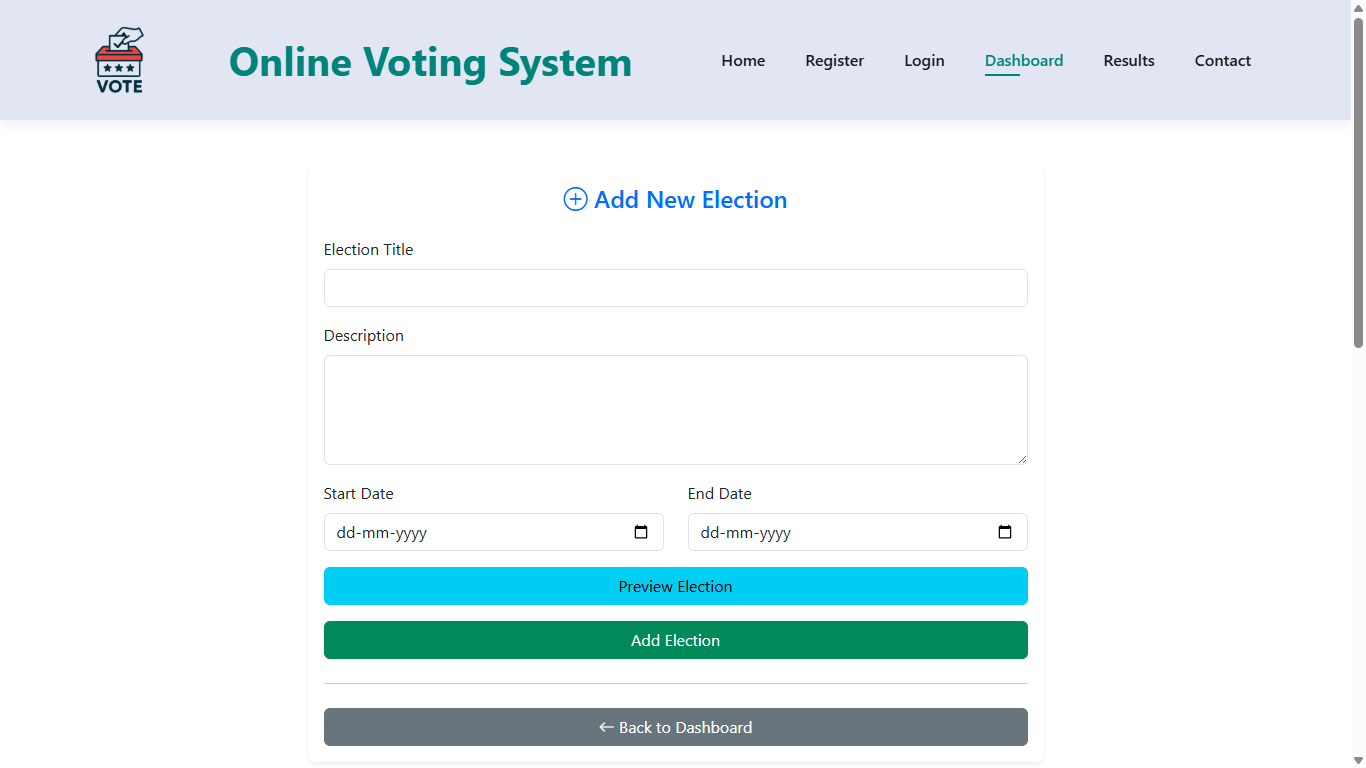 VOTE
Online Voting System
Home Register Login Dashboard Results Contact
Add New Election
Election Title
Description
Start Date End Date
dd-mm-yyyy dd-mm-yyyy
Preview Election
Add Election
← Back to Dashboard